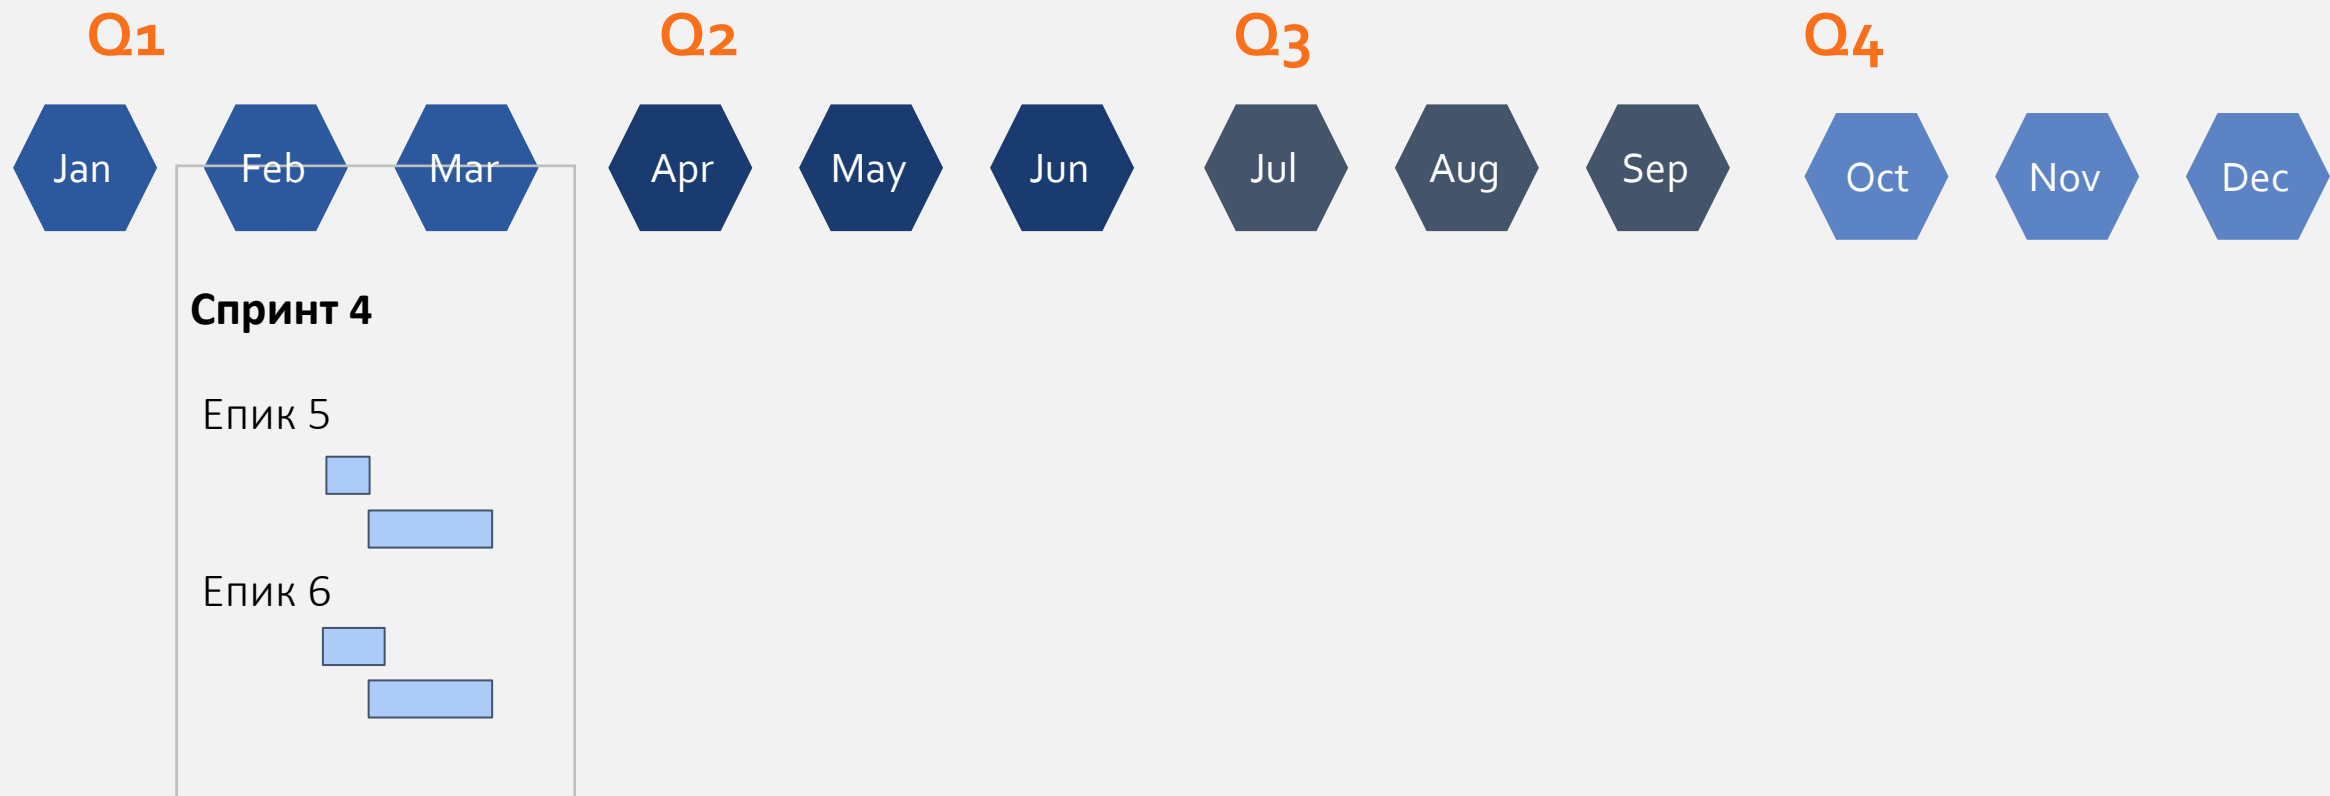 Q1 Q2 Q3 Q4
Jan Feb Mar Apr May Jun Jul Aug Sep Oct Nov Dec
Спринт 4
Епик 5
Епик 6